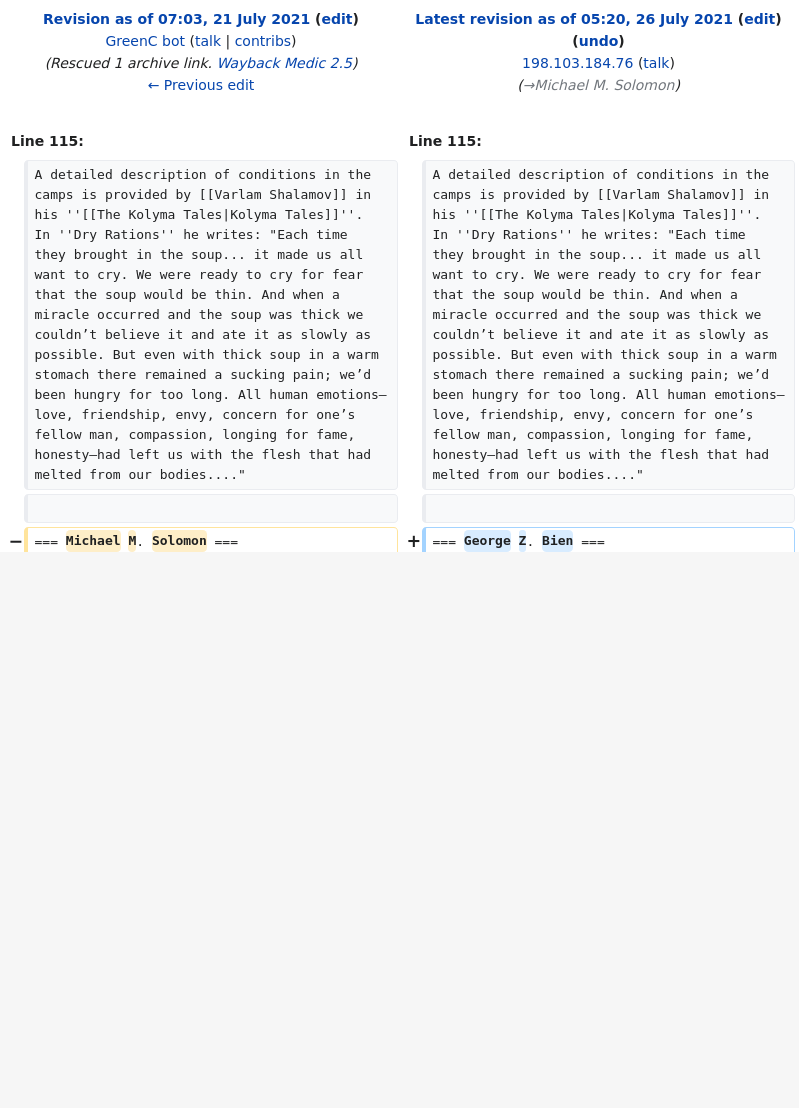 Revision as of 07:03, 21 July 2021 (edit)
GreenC bot (talk | contribs)
(Rescued 1 archive link. Wayback Medic 2.5)
← Previous edit
Latest revision as of 05:20, 26 July 2021 (edit)
(undo)
198.103.184.76 (talk)
(→Michael M. Solomon)
Line 115:
A detailed description of conditions in the
camps is provided by [[Varlam Shalamov]] in
his ''[[The Kolyma Tales|Kolyma Tales]]''.
In ''Dry Rations'' he writes: "Each time
they brought in the soup... it made us all
want to cry. We were ready to cry for fear
that the soup would be thin. And when a
miracle occurred and the soup was thick we
couldn’t believe it and ate it as slowly as
possible. But even with thick soup in a warm
stomach there remained a sucking pain; we’d
been hungry for too long. All human emotions—
love, friendship, envy, concern for one’s
fellow man, compassion, longing for fame,
honesty—had left us with the flesh that had
melted from our bodies...."
− === Michael M. Solomon ===
Line 115:
A detailed description of conditions in the
camps is provided by [[Varlam Shalamov]] in
his ''[[The Kolyma Tales|Kolyma Tales]]''.
In ''Dry Rations'' he writes: "Each time
they brought in the soup... it made us all
want to cry. We were ready to cry for fear
that the soup would be thin. And when a
miracle occurred and the soup was thick we
couldn’t believe it and ate it as slowly as
possible. But even with thick soup in a warm
stomach there remained a sucking pain; we’d
been hungry for too long. All human emotions—
love, friendship, envy, concern for one’s
fellow man, compassion, longing for fame,
honesty—had left us with the flesh that had
melted from our bodies...."
+ === George Z. Bien ===